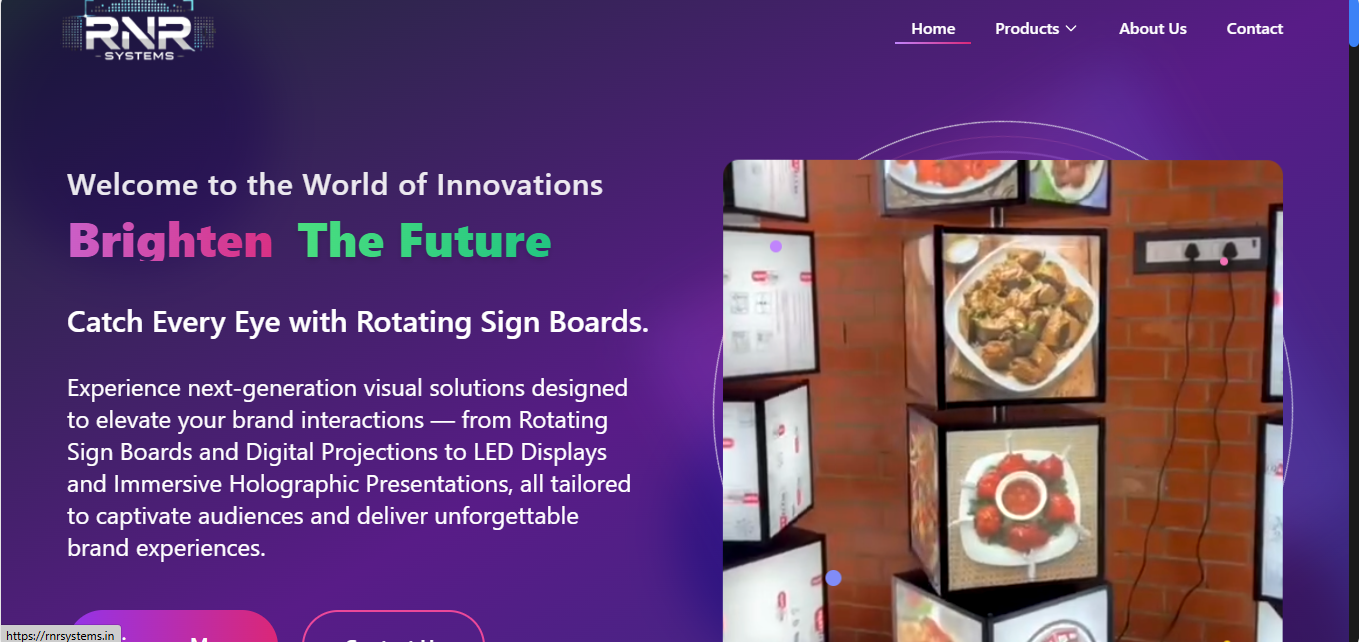 RNR
- SYSTEMS -
Home
Products
About Us
Contact
Welcome to the World of Innovations
Brighten The Future
Catch Every Eye with Rotating Sign Boards.
Experience next-generation visual solutions designed
to elevate your brand interactions — from Rotating
Sign Boards and Digital Projections to LED Displays
and Immersive Holographic Presentations, all tailored
to captivate audiences and deliver unforgettable
brand experiences.
https://rnrsystems.in